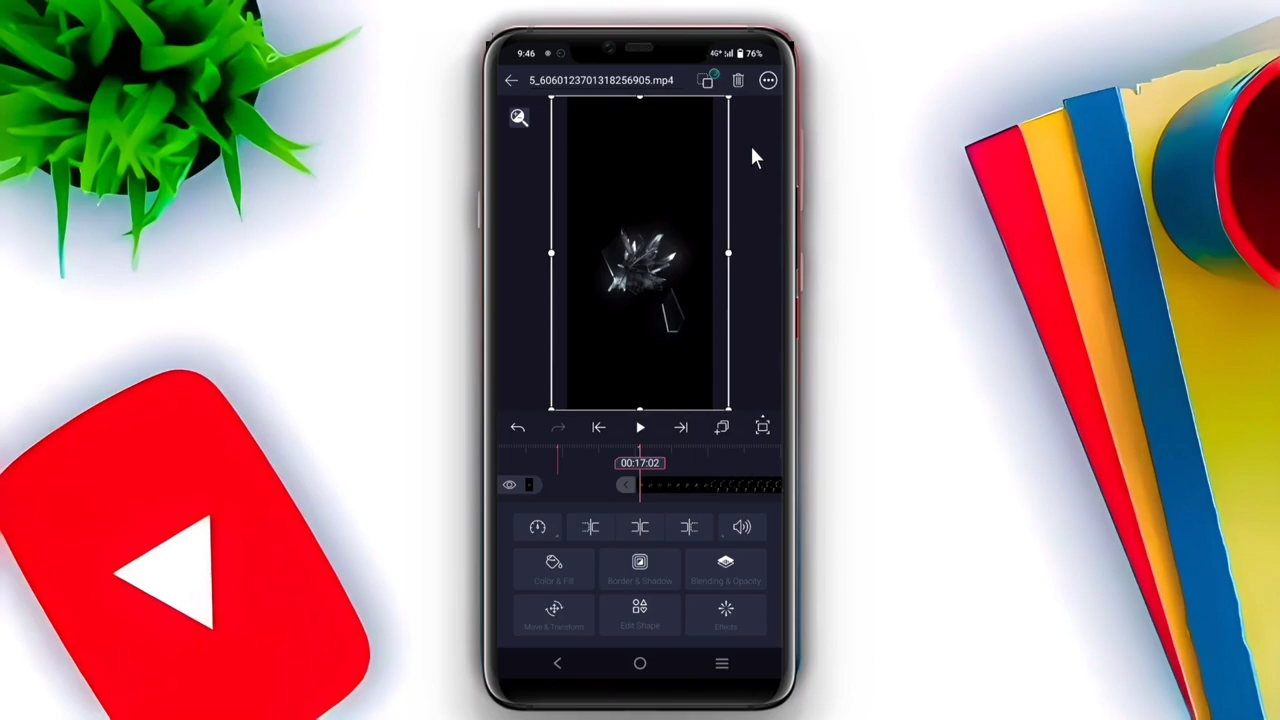 9:46
4G+
76%
5_6060123701318256905.mp4
00:17:02
Color & Fill
Border & Shadow
Blending & Opacity
Move & Transform
Edit Shape
Effects